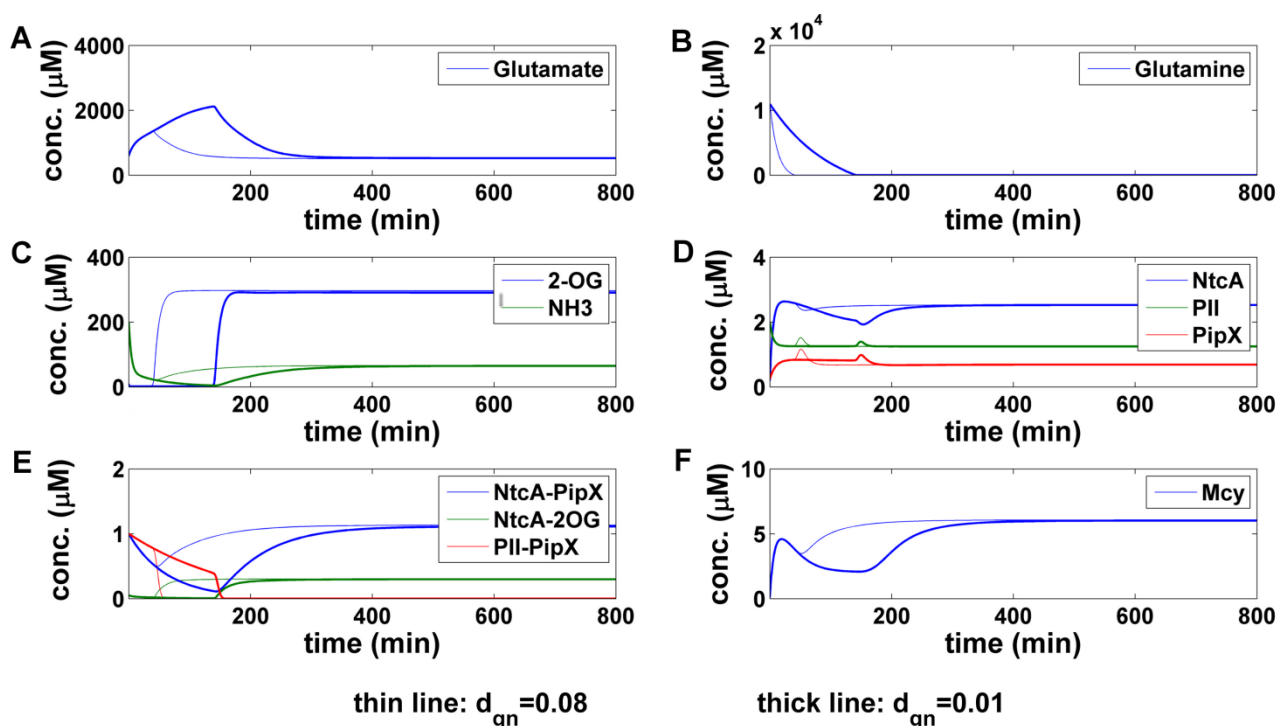 A
conc. (μM)
4000
2000
0
Glutamate
200
400
600
800
time (min)
B
conc. (μM)
x 10^4
2
1
0
Glutamine
200
400
600
800
time (min)
C
conc. (μM)
400
200
0
2-OG
NH3
200
400
600
800
time (min)
D
conc. (μM)
4
2
0
NtcA
PII
PipX
200
400
600
800
time (min)
E
conc. (μM)
2
1
0
NtcA-PipX
NtcA-2OG
PII-PipX
200
400
600
800
time (min)
F
conc. (μM)
10
5
0
Mcy
200
400
600
800
time (min)
thin line: d_gn=0.08
thick line: d_gn=0.01